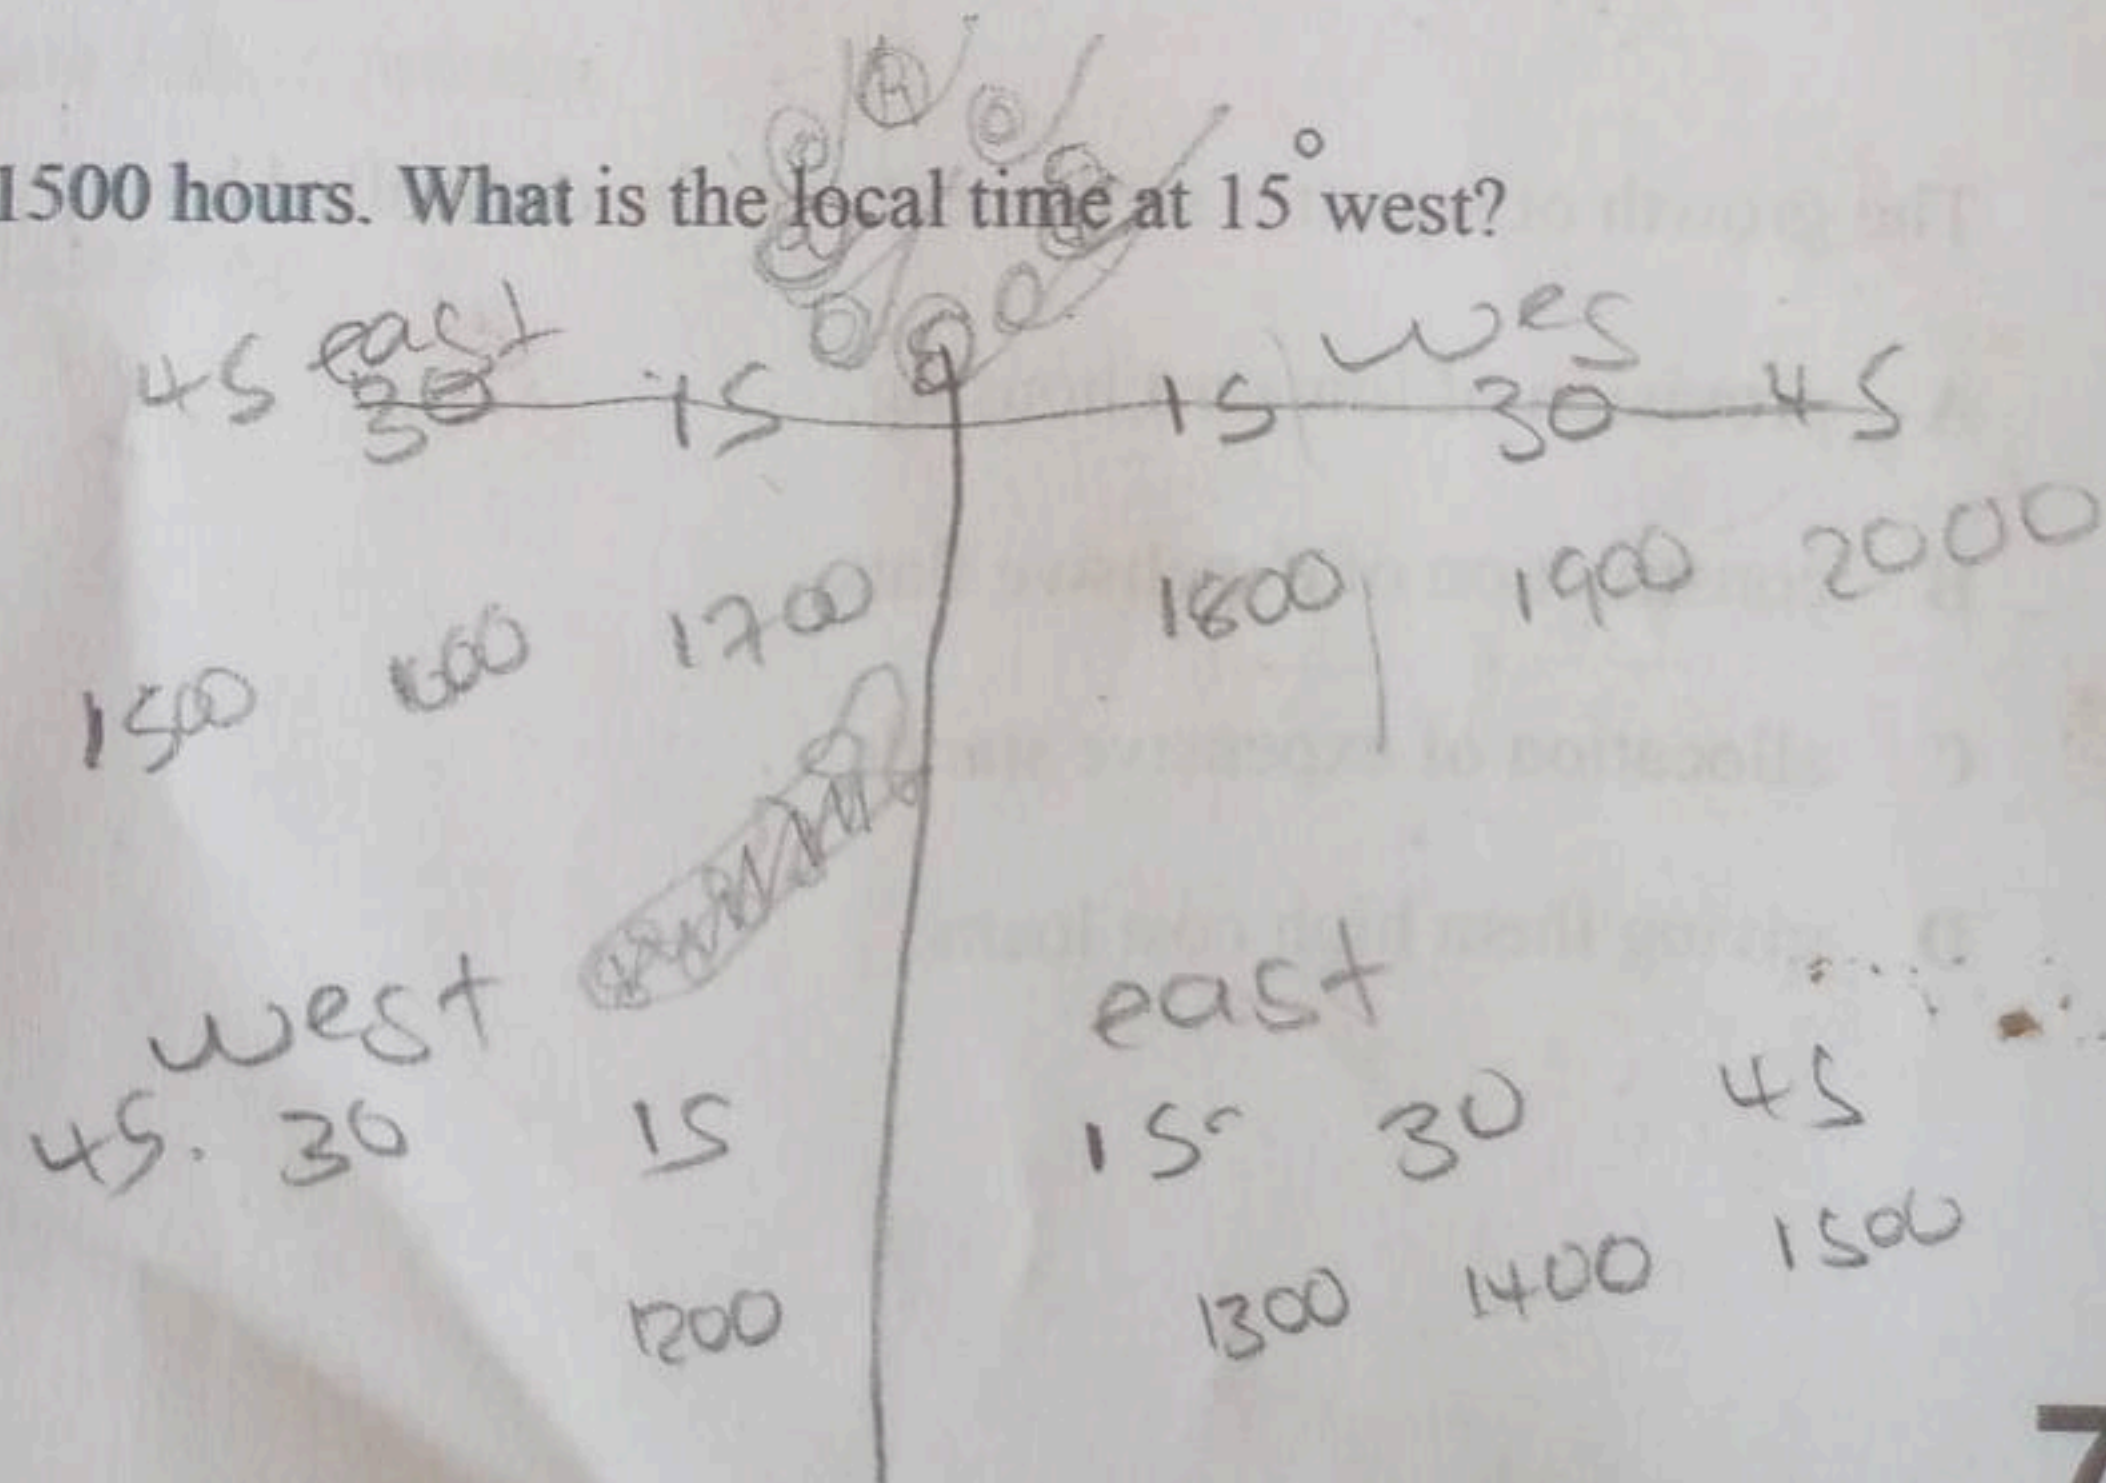 1500 hours. What is the local time at 15° west?
east wes
45 30 15 15 30 45
1500 1600 1700 1800 1900 2000
west east
45. 30 15 15 30 45
1200 1300 1400 1500
7